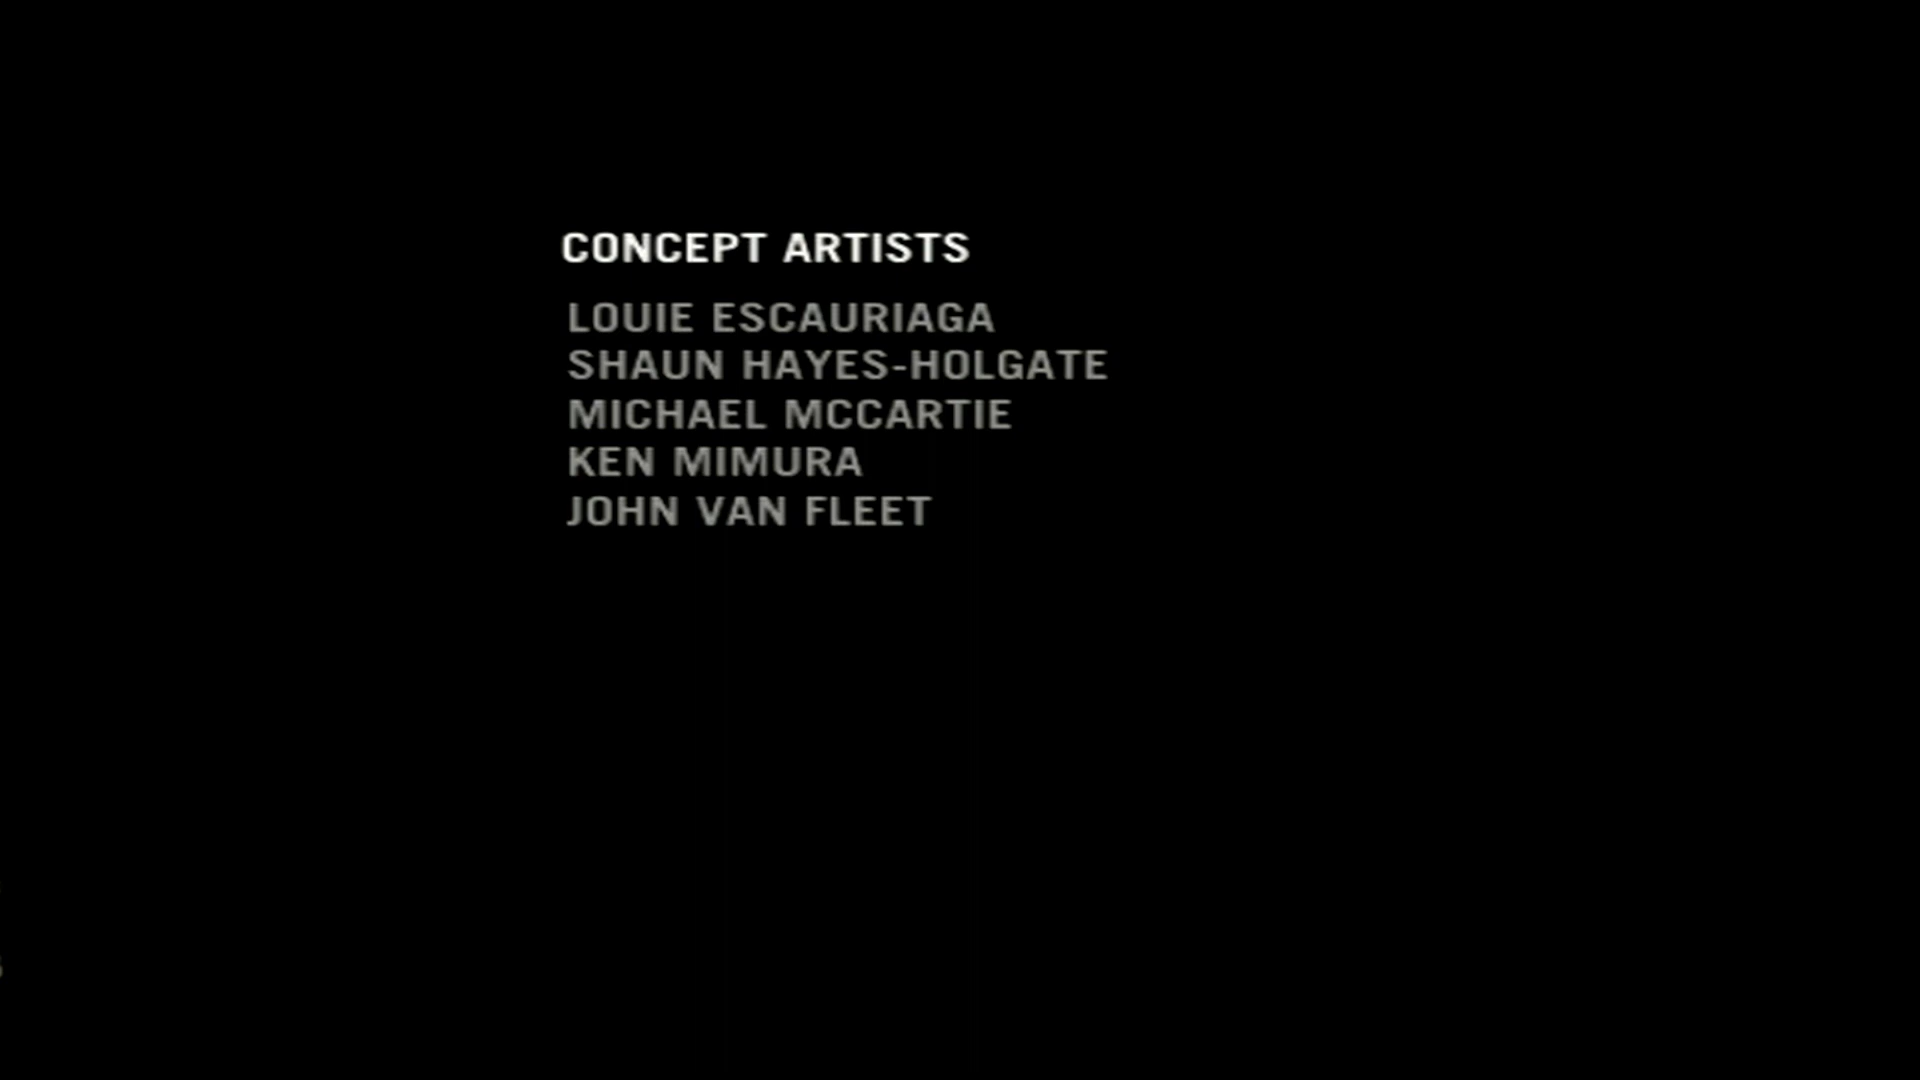 CONCEPT ARTISTS
LOUIE ESCAURIAGA
SHAUN HAYES-HOLGATE
MICHAEL MCCARTIE
KEN MIMURA
JOHN VAN FLEET